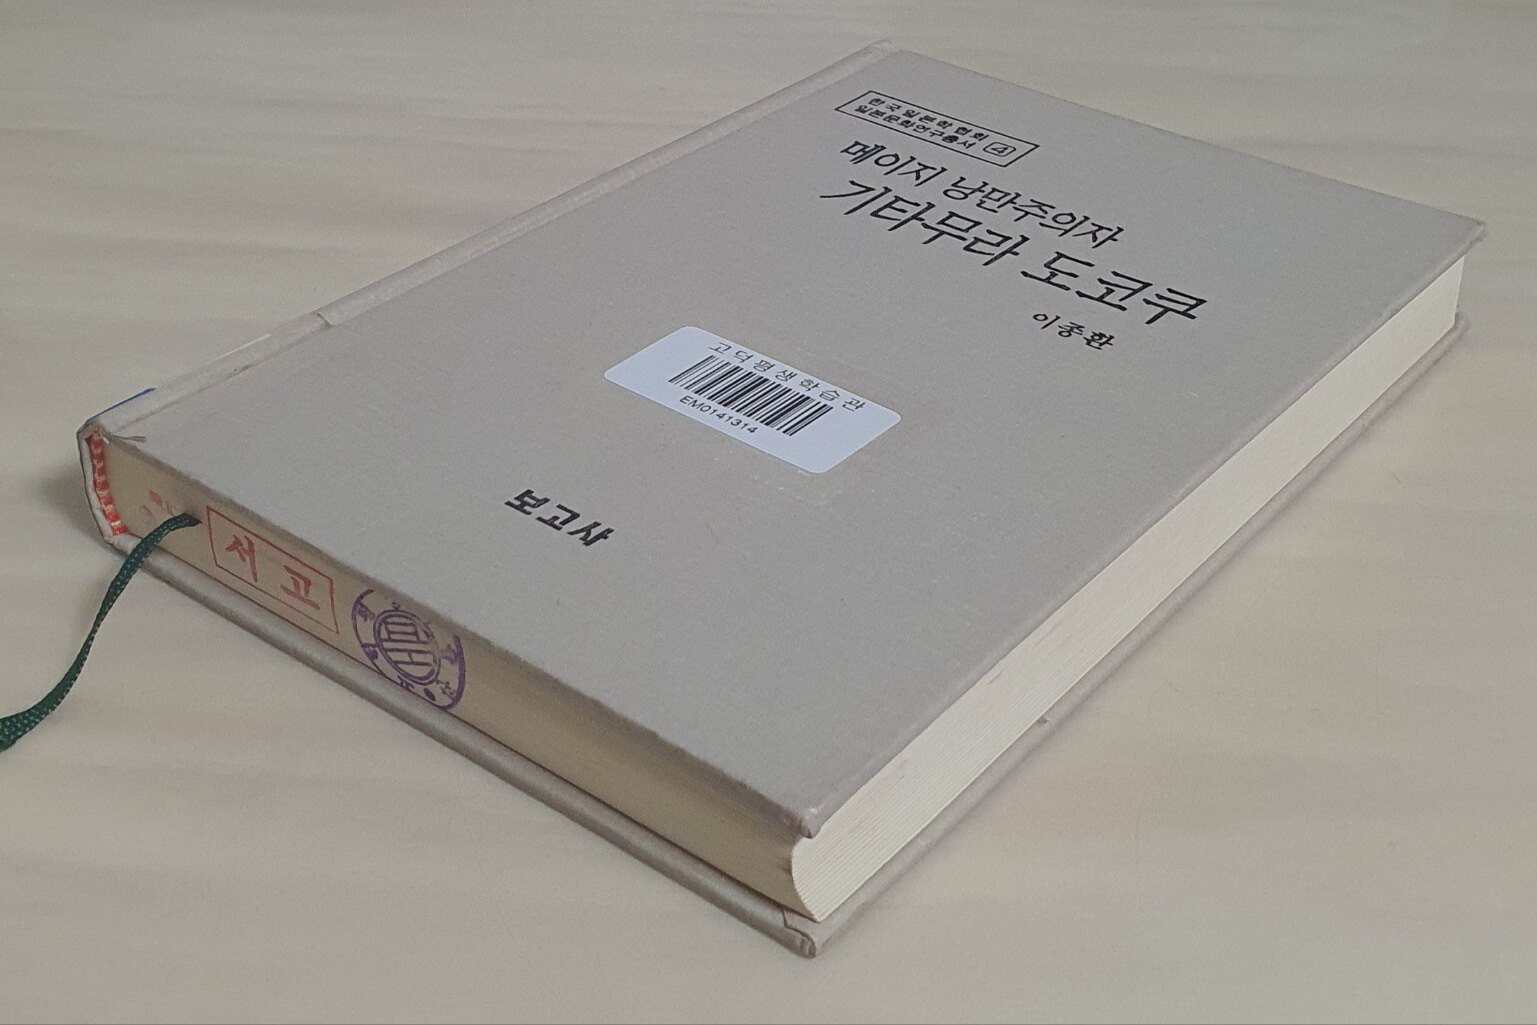 한국일본학협회
일본문화연구총서 4
메이지 낭만주의자
기타무라 도코쿠
이종환
고덕평생학습관
EM0141314
보고사
서고